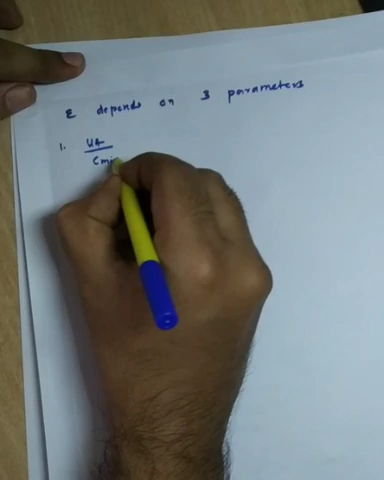 ε depends on 3 parameters
1. UA
Cmi